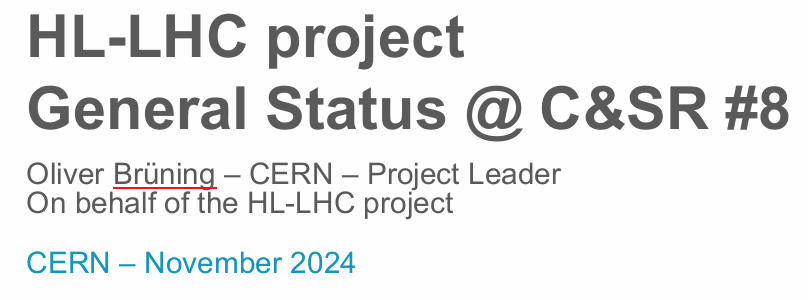 HL-LHC project
General Status @ C&SR #8
Oliver Brüning – CERN – Project Leader
On behalf of the HL-LHC project
CERN – November 2024